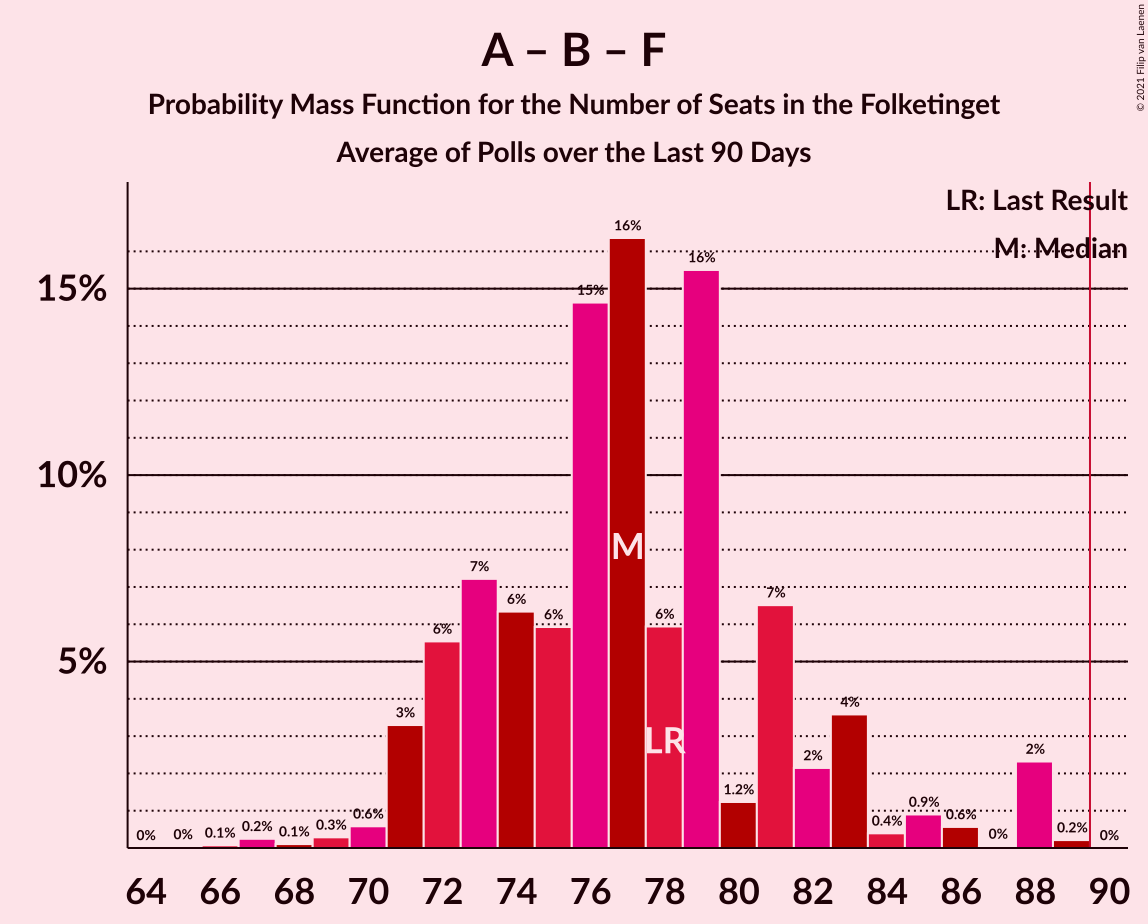 A – B – F
Probability Mass Function for the Number of Seats in the Folketinget
Average of Polls over the Last 90 Days
© 2021 Filip van Laenen
LR: Last Result
M: Median
15%
10%
5%
0% 0% 0.1% 0.2% 0.1% 0.3% 0.6% 3% 6% 7% 6% 6% 15% 16% 6% 16% 1.2% 7% 2% 4% 0.4% 0.9% 0.6% 0% 2% 0.2% 0%
M
LR
64 66 68 70 72 74 76 78 80 82 84 86 88 90